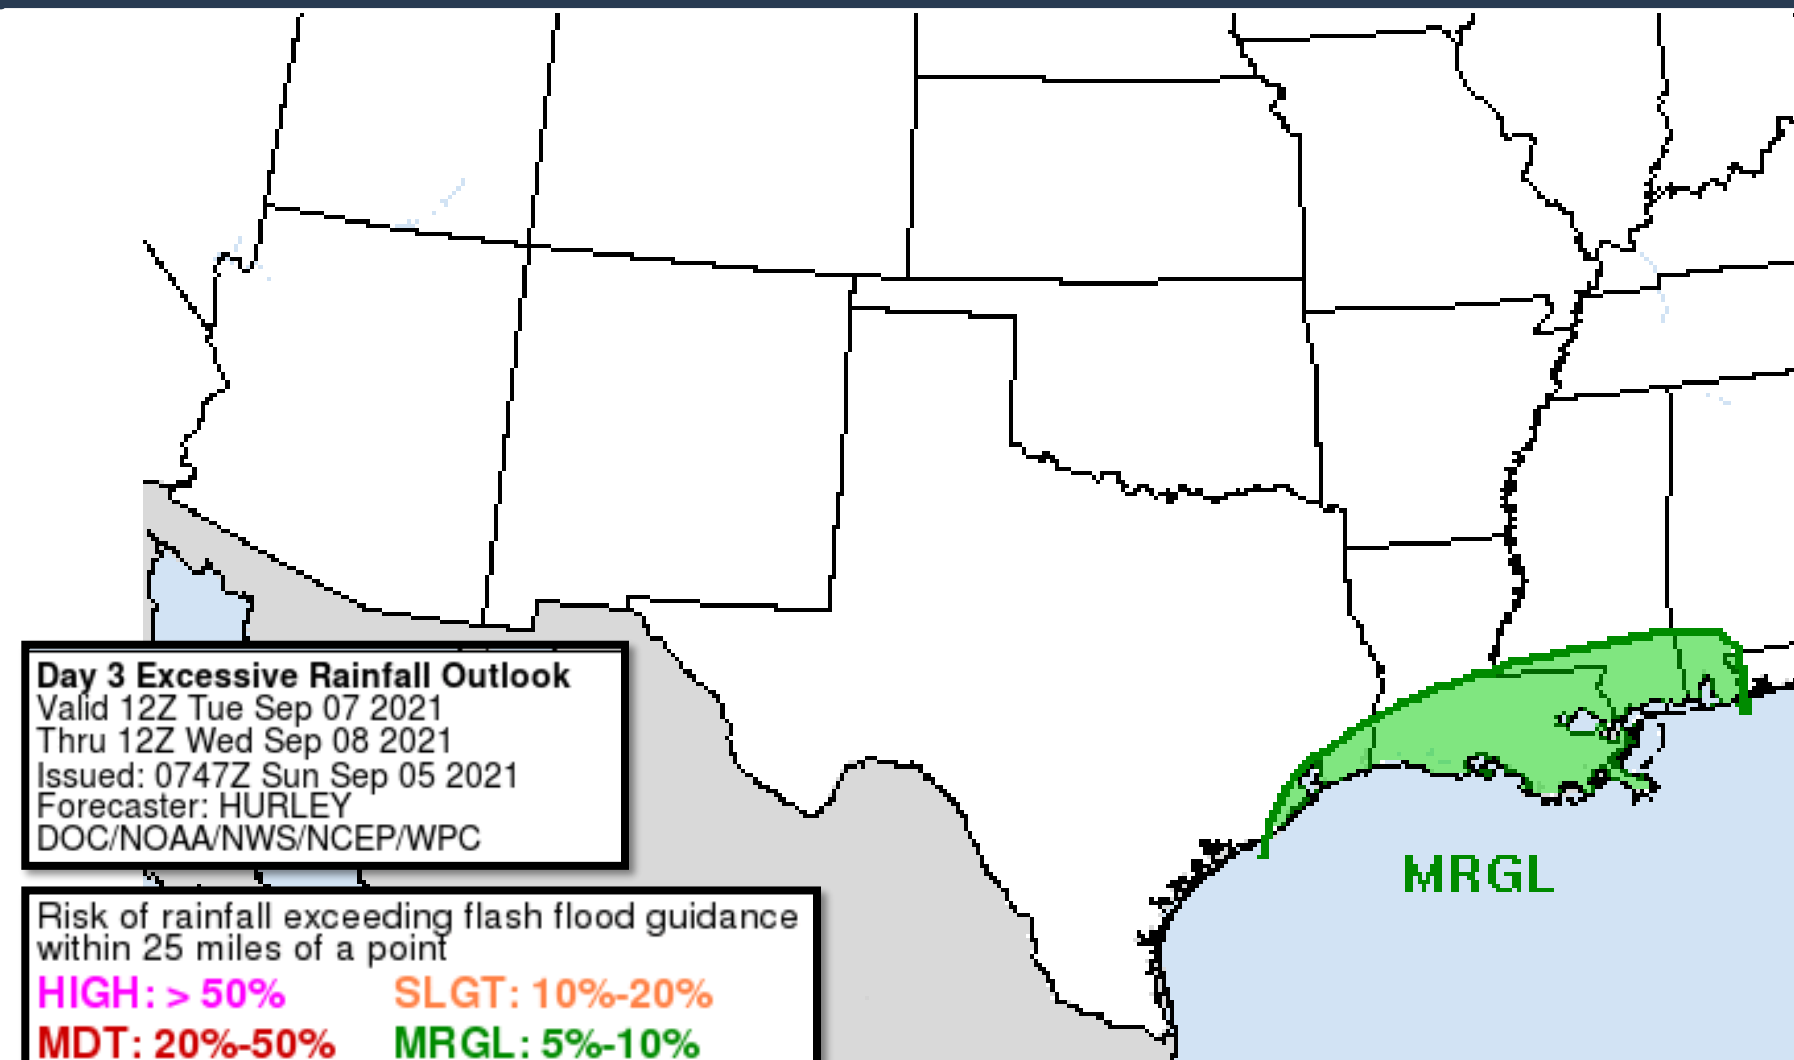 Day 3 Excessive Rainfall Outlook
Valid 12Z Tue Sep 07 2021
Thru 12Z Wed Sep 08 2021
Issued: 0747Z Sun Sep 05 2021
Forecaster: HURLEY
DOC/NOAA/NWS/NCEP/WPC
MRGL
Risk of rainfall exceeding flash flood guidance
within 25 miles of a point
HIGH: > 50% SLGT: 10%-20%
MDT: 20%-50% MRGL: 5%-10%